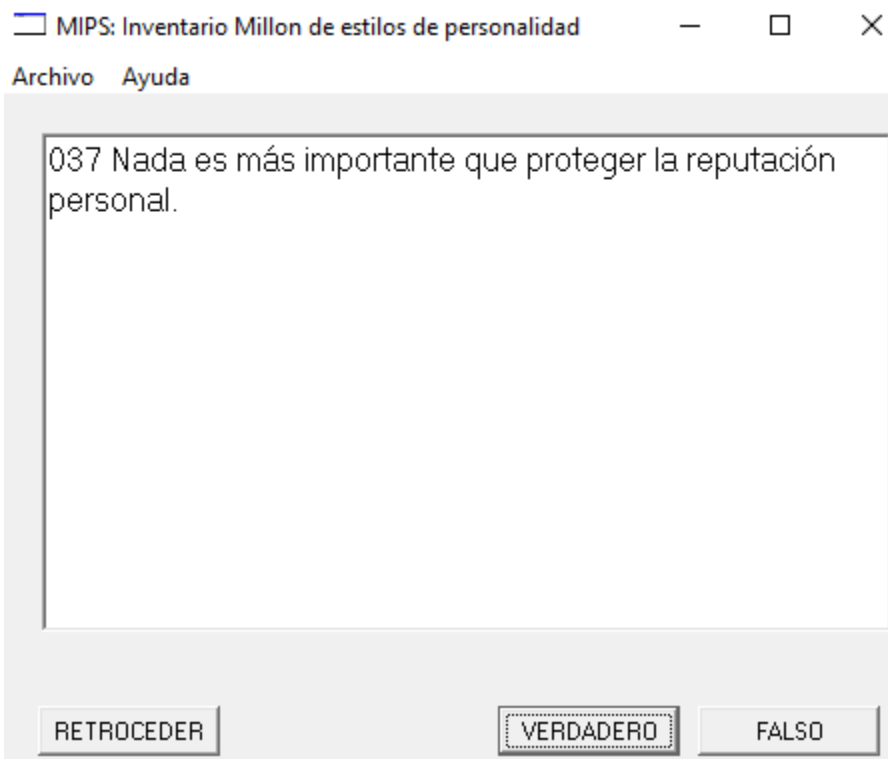 MIPS: Inventario Millon de estilos de personalidad
Archivo Ayuda
037 Nada es más importante que proteger la reputación
personal.
RETROCEDER VERDADERO FALSO